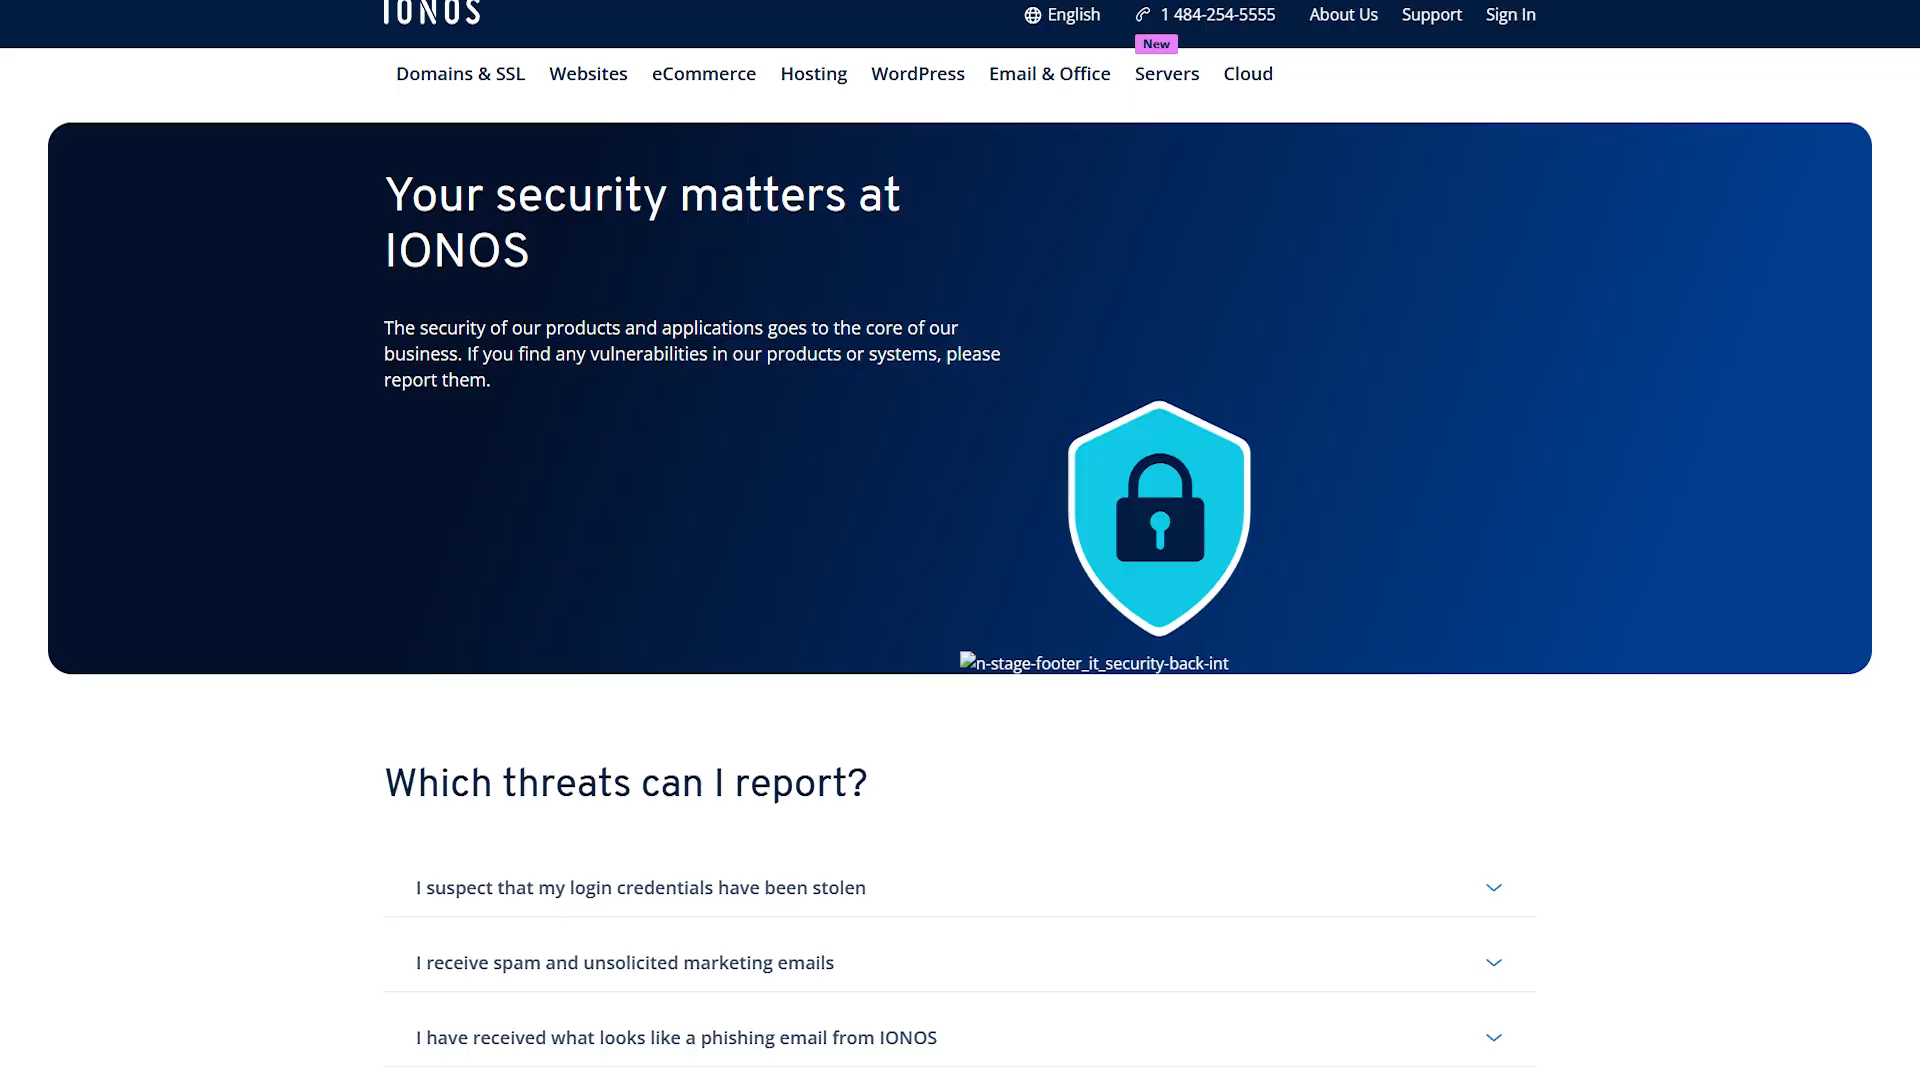 IONOS
English 1 484-254-5555 About Us Support Sign In
New
Domains & SSL Websites eCommerce Hosting WordPress Email & Office Servers Cloud
Your security matters at
IONOS
The security of our products and applications goes to the core of our
business. If you find any vulnerabilities in our products or systems, please
report them.
n-stage-footer_it_security-back-int
Which threats can I report?
I suspect that my login credentials have been stolen
I receive spam and unsolicited marketing emails
I have received what looks like a phishing email from IONOS